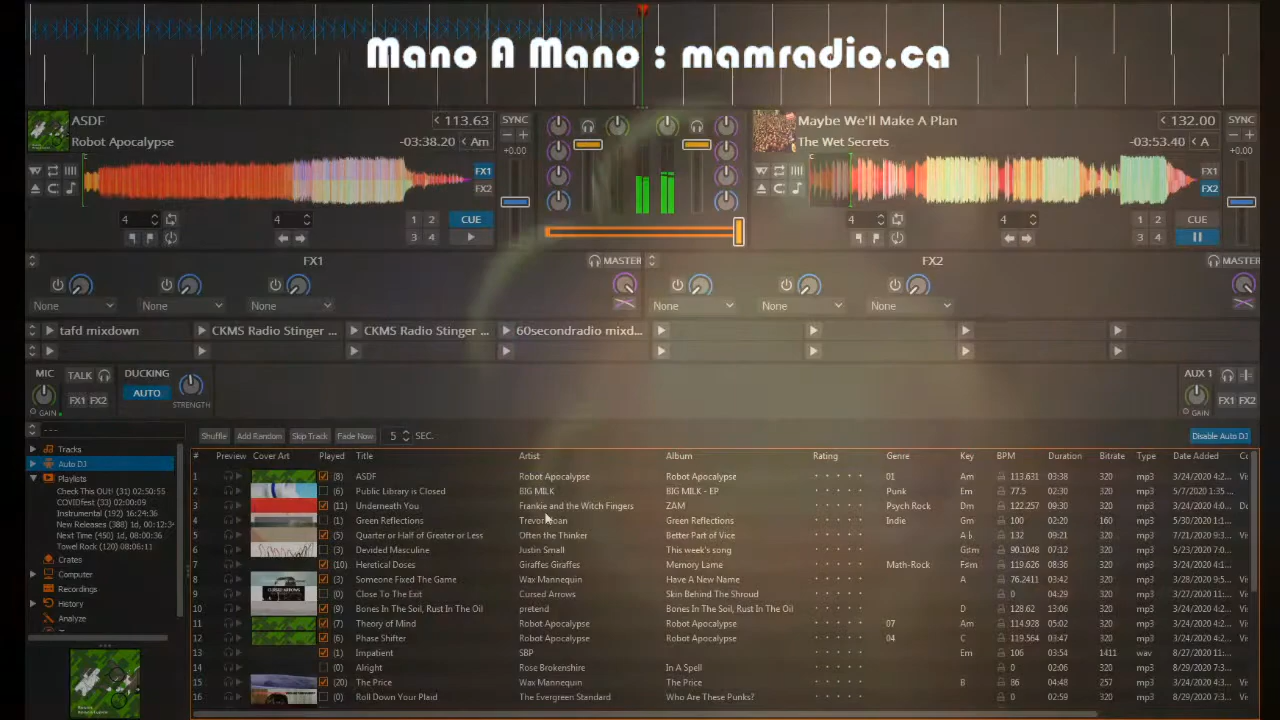 Mano A Mano : mamradio.ca
ASDF
< 113.63
Robot Apocalypse
-03:38.20
< Am
SYNC
+0.00
FX1
FX2
4
4
1 2
3 4
CUE
Maybe We'll Make A Plan
< 132.00
The Wet Secrets
-03:53.40
< A
SYNC
+0.00
FX1
FX2
4
4
1 2
3 4
CUE
FX1
MASTER
FX2
MASTER
None None None
None None None
tafd mixdown CKMS Radio Stinger ... CKMS Radio Stinger ... 60secondradio mixd...
MIC TALK DUCKING
AUTO
GAIN FX1 FX2 STRENGTH
AUX 1
GAIN FX1 FX2
---
Shuffle Add Random Skip Track Fade Now 5 SEC. Disable Auto DJ
Tracks
Auto DJ
Playlists
Check This OUT! (31) 02:50:55
COVIDfest (33) 02:00:09
Instrumental (192) 16:24:36
New Releases (388) 1d, 00:12:3
Next Time (450) 1d, 08:00:36
Towel Rock (120) 08:06:11
Crates
Computer
Recordings
History
Analyze
# Preview Cover Art Played Title Artist Album Rating Genre Key BPM Duration Bitrate Type Date Added Co
1 (8) ASDF Robot Apocalypse Robot Apocalypse 01 Am 113.631 03:38 320 mp3 3/24/2020 4:2...
2 (6) Public Library is Closed BIG MILK BIG MILK - EP Punk Em 77.5 02:30 320 mp3 5/7/2020 1:35 ...
3 (11) Underneath You Frankie and the Witch Fingers ZAM Psych Rock Dm 122.257 09:30 320 mp3 3/24/2020 4:2...
4 (1) Green Reflections Green Reflections Indie Gm 100 02:20 160 mp3 5/30/2020 1:1...
5 (5) Quarter or Half of Greater or Less Often the Thinker Better Part of Vice A♭ 132 09:21 320 mp3 7/21/2020 9:3...
6 (3) Devided Masculine Justin Small This week's song G♯m 90.1048 07:12 320 mp3 5/23/2020 7:0...
7 (10) Heretical Doses Giraffes Giraffes Memory Lame Math-Rock F♯m 119.626 08:36 320 mp3 3/24/2020 4:2...
8 (3) Someone Fixed The Game Wax Mannequin Have A New Name A 76.2411 03:42 320 mp3 3/28/2020 9:5...
9 (0) Close To The Exit Cursed Arrows Skin Behind The Shroud 0 04:29 320 mp3 3/27/2020 11:...
10 (9) Bones In The Soil, Rust In The Oil pretend Bones In The Soil, Rust In The Oil D 128.62 13:06 320 mp3 3/24/2020 4:2...
11 (7) Theory of Mind Robot Apocalypse Robot Apocalypse 07 Am 114.928 05:02 320 mp3 3/24/2020 4:2...
12 (6) Phase Shifter Robot Apocalypse Robot Apocalypse 04 C 119.564 03:47 320 mp3 3/24/2020 4:2...
13 (1) Impatient SBP Em 106 03:54 1411 wav 8/27/2020 11:...
14 (0) Alright Rose Brokenshire In A Spell 0 02:06 320 mp3 8/29/2020 7:3...
15 (20) The Price Wax Mannequin The Price B 86 04:48 257 mp3 3/24/2020 4:2...
16 (0) Roll Down Your Plaid The Evergreen Standard Who Are These Punks? 0 02:59 320 mp3 8/29/2020 7:3...